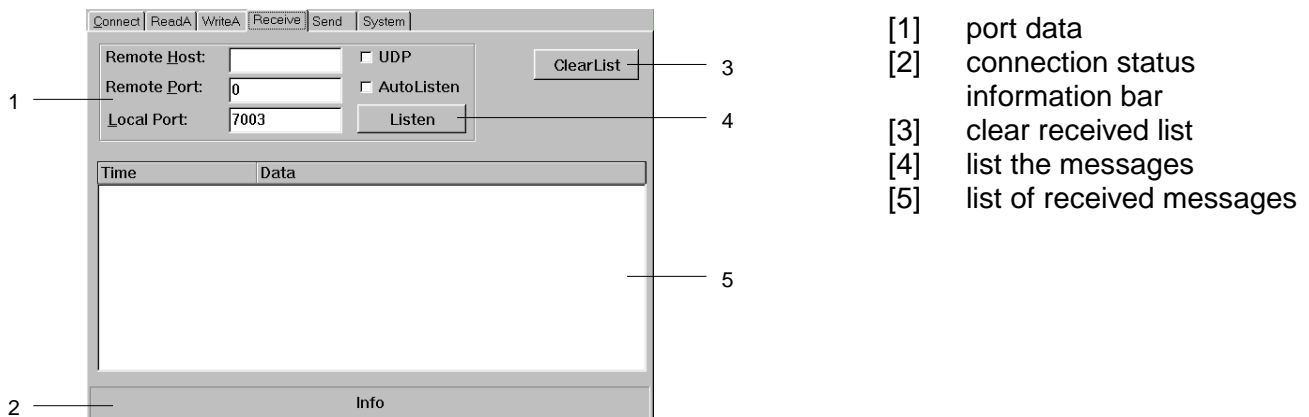 Connect ReadA WriteA Receive Send System
Remote Host: UDP ClearList 3
Remote Port: 0 AutoListen
1
Local Port: 7003 Listen 4
Time Data
5
Info
2
[1] port data
[2] connection status
information bar
[3] clear received list
[4] list the messages
[5] list of received messages